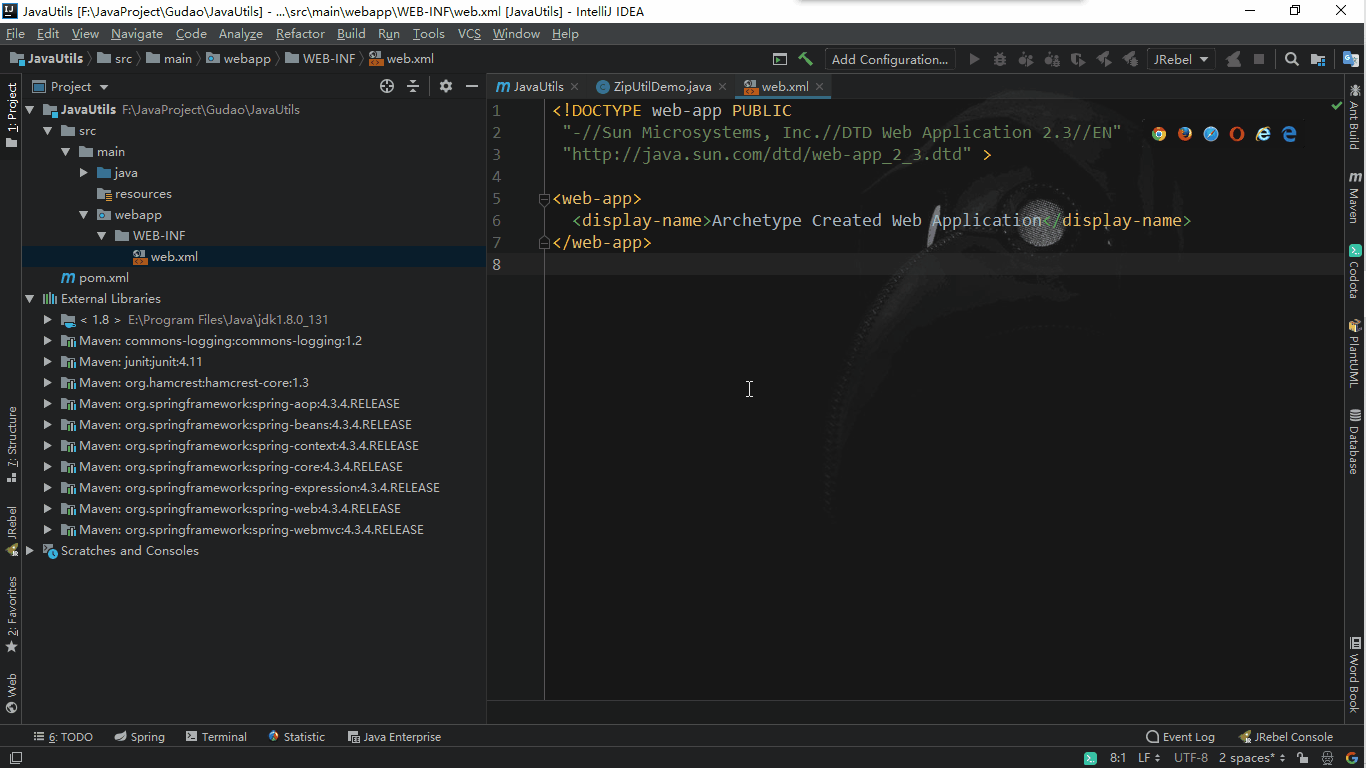 JavaUtils [F:\JavaProject\Gudao\JavaUtils] - ...\src\main\webapp\WEB-INF\web.xml [JavaUtils] - IntelliJ IDEA
File Edit View Navigate Code Analyze Refactor Build Run Tools VCS Window Help
JavaUtils src main webapp WEB-INF web.xml Add Configuration... JRebel
Project
JavaUtils ZipUtilDemo.java web.xml
JavaUtils F:\JavaProject\Gudao\JavaUtils
src
main
java
resources
webapp
WEB-INF
web.xml
pom.xml
External Libraries
< 1.8 > E:\Program Files\Java\jdk1.8.0_131
Maven: commons-logging:commons-logging:1.2
Maven: junit:junit:4.11
Maven: org.hamcrest:hamcrest-core:1.3
Maven: org.springframework:spring-aop:4.3.4.RELEASE
Maven: org.springframework:spring-beans:4.3.4.RELEASE
Maven: org.springframework:spring-context:4.3.4.RELEASE
Maven: org.springframework:spring-core:4.3.4.RELEASE
Maven: org.springframework:spring-expression:4.3.4.RELEASE
Maven: org.springframework:spring-web:4.3.4.RELEASE
Maven: org.springframework:spring-webmvc:4.3.4.RELEASE
Scratches and Consoles
1 <!DOCTYPE web-app PUBLIC
2 "-//Sun Microsystems, Inc.//DTD Web Application 2.3//EN"
3 "http://java.sun.com/dtd/web-app_2_3.dtd" >
4
5 <web-app>
6 <display-name>Archetype Created Web Application</display-name>
7 </web-app>
8
1: Project
7: Structure
JRebel
2: Favorites
Web
Ant Build
Maven
Codota
PlantUML
Database
Word Book
6: TODO Spring Terminal Statistic Java Enterprise Event Log JRebel Console
8:1 LF UTF-8 2 spaces*